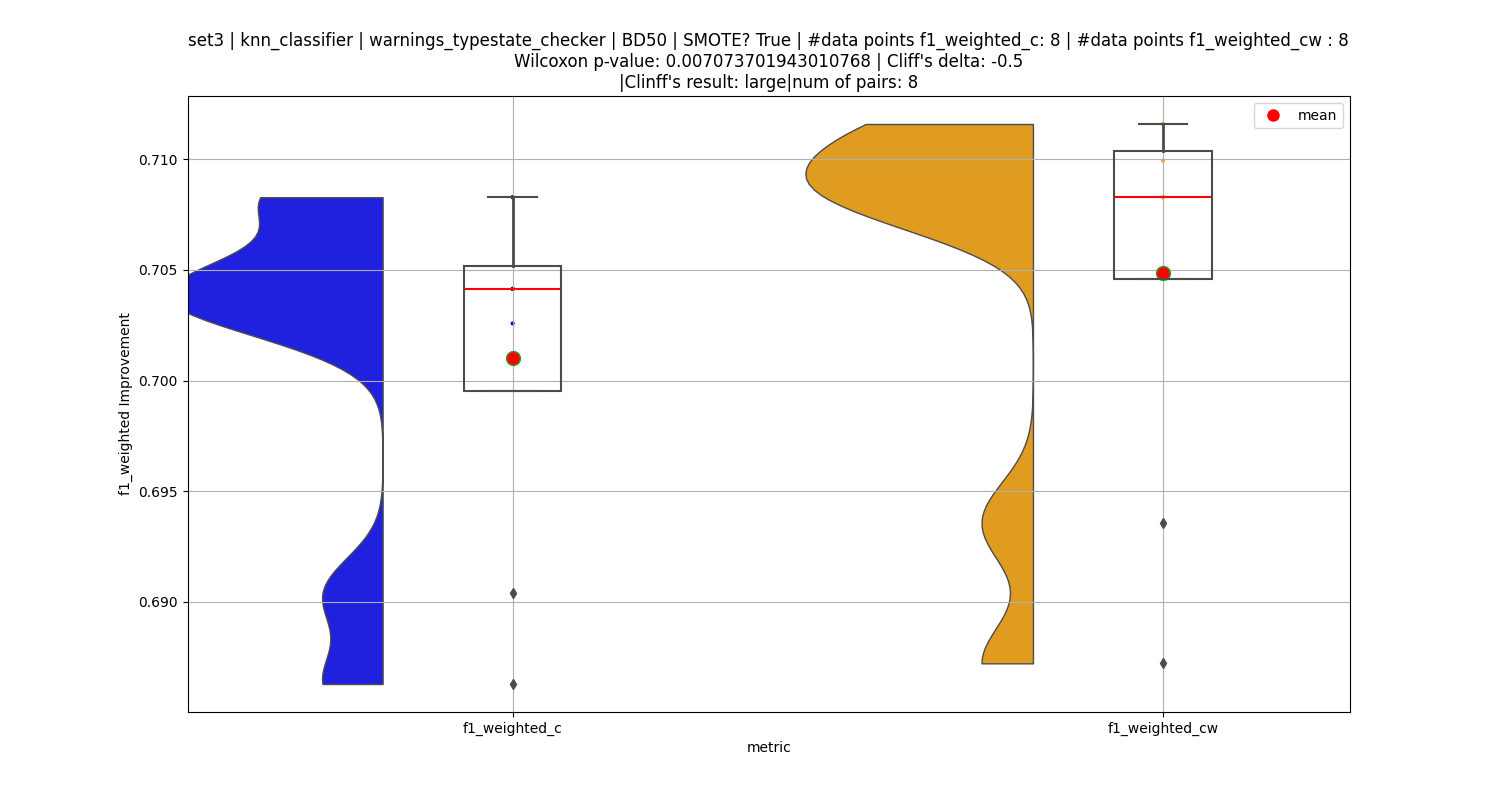 set3 | knn_classifier | warnings_typestate_checker | BD50 | SMOTE? True | #data points f1_weighted_c: 8 | #data points f1_weighted_cw : 8
Wilcoxon p-value: 0.007073701943010768 | Cliff's delta: -0.5
|Clinff's result: large|num of pairs: 8
mean
0.710
0.705
0.700
0.695
0.690
f1_weighted Improvement
f1_weighted_c
f1_weighted_cw
metric